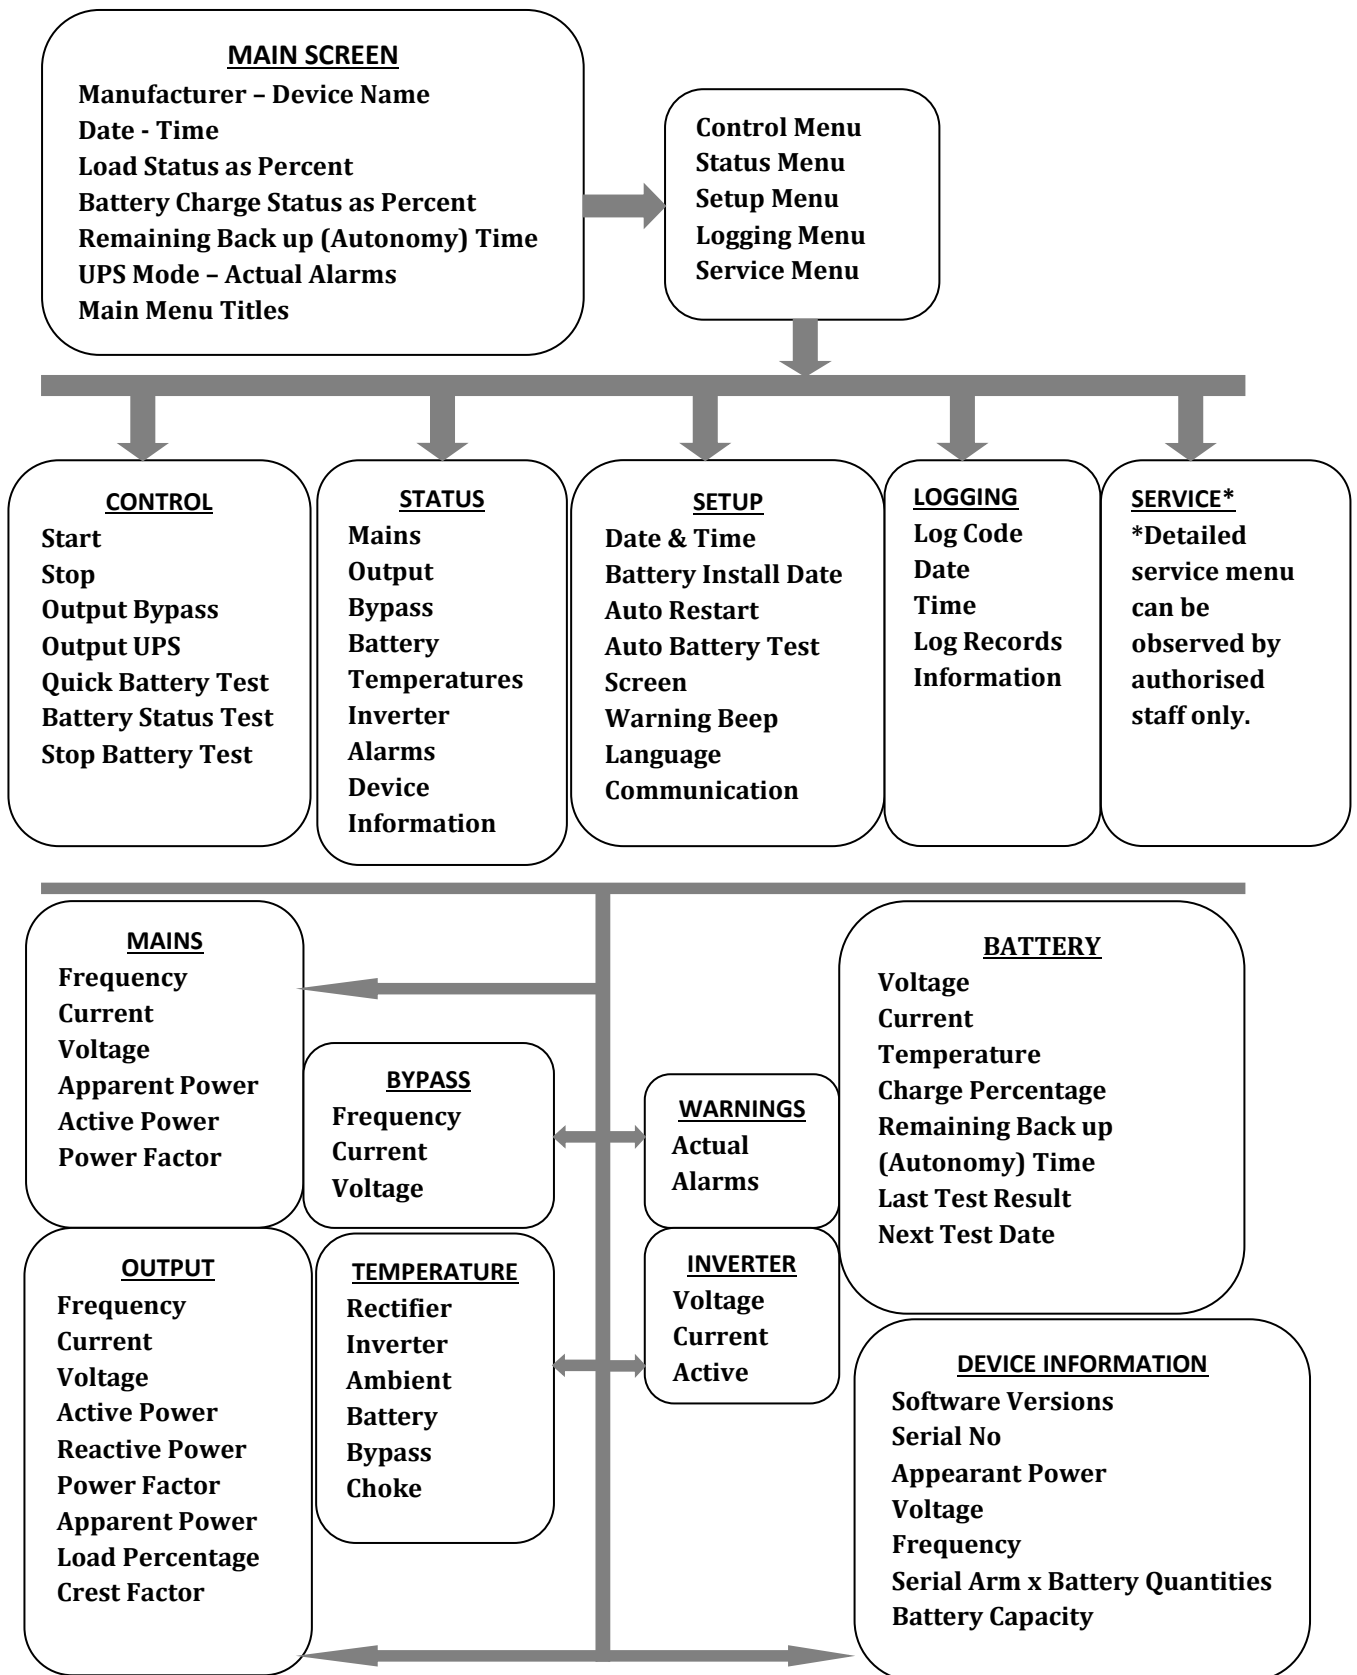 MAIN SCREEN
Manufacturer – Device Name
Date - Time
Load Status as Percent
Battery Charge Status as Percent
Remaining Back up (Autonomy) Time
UPS Mode – Actual Alarms
Main Menu Titles
Control Menu
Status Menu
Setup Menu
Logging Menu
Service Menu
CONTROL
Start
Stop
Output Bypass
Output UPS
Quick Battery Test
Battery Status Test
Stop Battery Test
STATUS
Mains
Output
Bypass
Battery
Temperatures
Inverter
Alarms
Device
Information
SETUP
Date & Time
Battery Install Date
Auto Restart
Auto Battery Test
Screen
Warning Beep
Language
Communication
LOGGING
Log Code
Date
Time
Log Records
Information
SERVICE*
*Detailed
service menu
can be
observed by
authorised
staff only.
MAINS
Frequency
Current
Voltage
Apparent Power
Active Power
Power Factor
BYPASS
Frequency
Current
Voltage
WARNINGS
Actual
Alarms
BATTERY
Voltage
Current
Temperature
Charge Percentage
Remaining Back up
(Autonomy) Time
Last Test Result
Next Test Date
OUTPUT
Frequency
Current
Voltage
Active Power
Reactive Power
Power Factor
Apparent Power
Load Percentage
Crest Factor
TEMPERATURE
Rectifier
Inverter
Ambient
Battery
Bypass
Choke
INVERTER
Voltage
Current
Active
DEVICE INFORMATION
Software Versions
Serial No
Appearant Power
Voltage
Frequency
Serial Arm x Battery Quantities
Battery Capacity